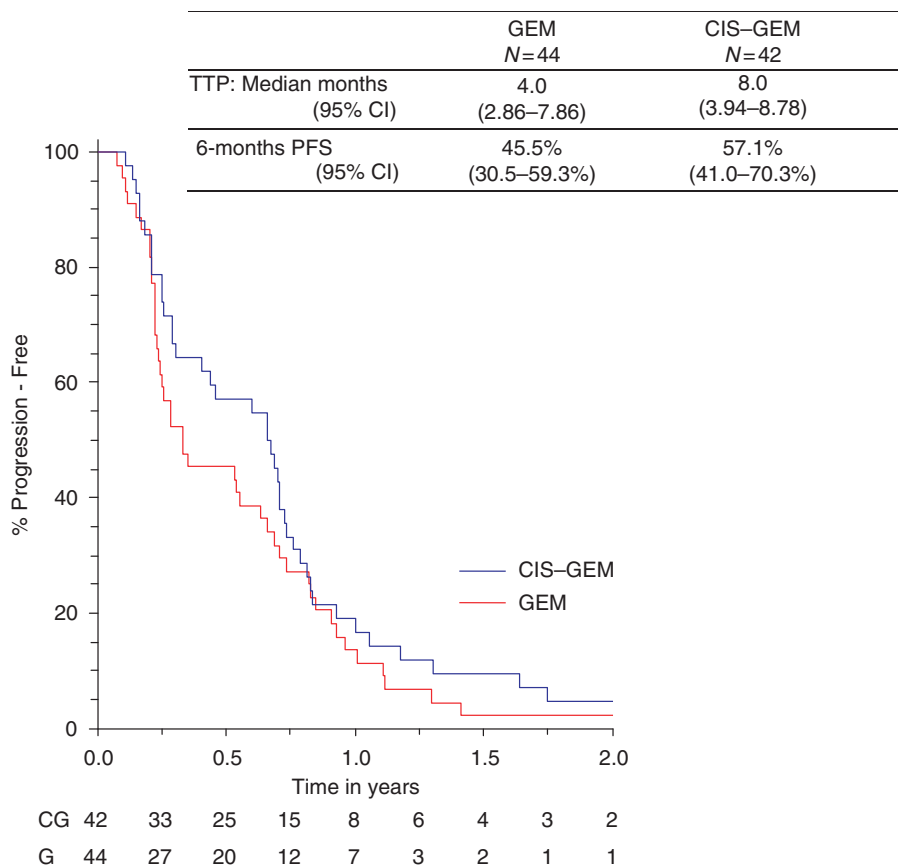 GEM CIS–GEM
N=44 N=42
TTP: Median months 4.0 8.0
(95% CI) (2.86–7.86) (3.94–8.78)
6-months PFS 45.5% 57.1%
(95% CI) (30.5–59.3%) (41.0–70.3%)
100
80
60
40
20
0
% Progression - Free
CIS–GEM
GEM
0.0 0.5 1.0 1.5 2.0
Time in years
CG 42 33 25 15 8 6 4 3 2
G 44 27 20 12 7 3 2 1 1